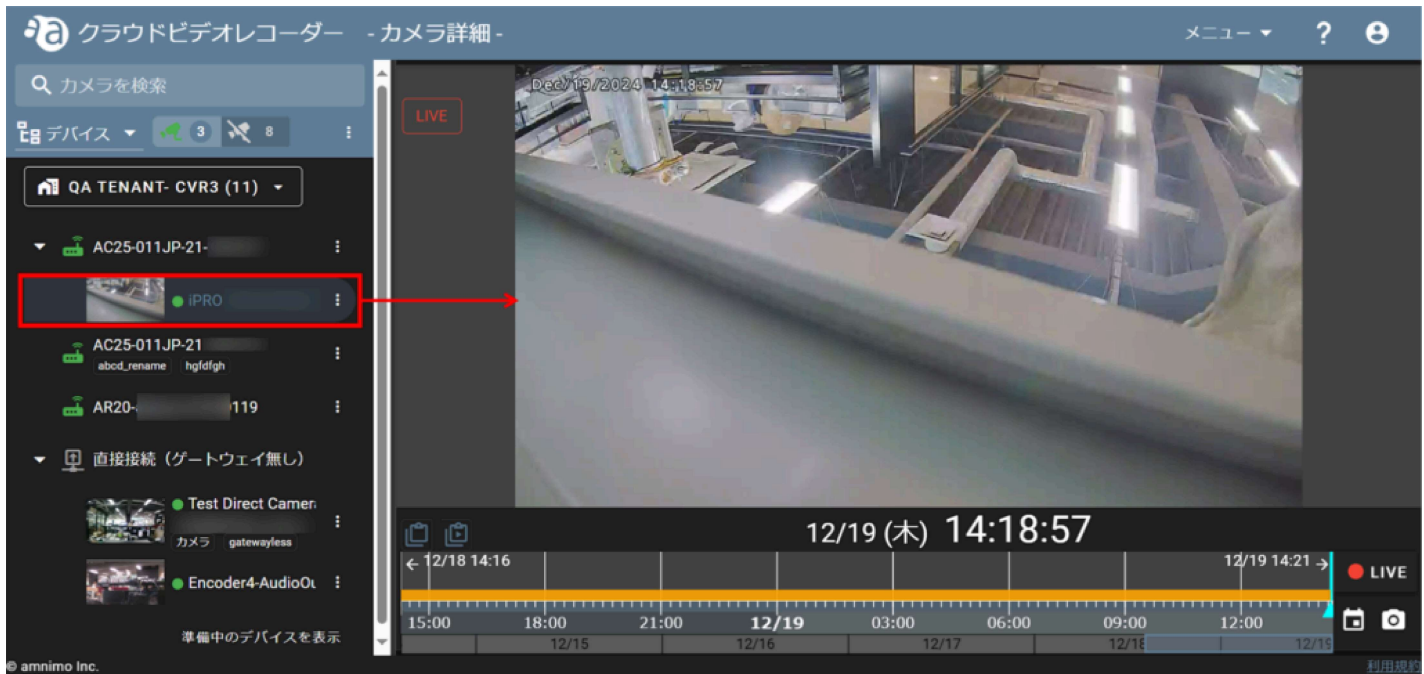 クラウドビデオレコーダー - カメラ詳細 -
メニュー ?
カメラを検索
デバイス 3 8
QA TENANT- CVR3 (11)
AC25-011JP-21-
iPRO
AC25-011JP-21
abcd_rename hgfdfgh
AR20- 119
直接接続（ゲートウェイ無し）
Test Direct Camer
カメラ gatewayless
Encoder4-AudioOu
準備中のデバイスを表示
© amnimo Inc.
Dec/19/2024 14:18:57
LIVE
12/19 (木) 14:18:57
12/18 14:16 12/19 14:21
LIVE
15:00 18:00 21:00 12/19 03:00 06:00 09:00 12:00
12/15 12/16 12/17 12/18 12/19
利用規約